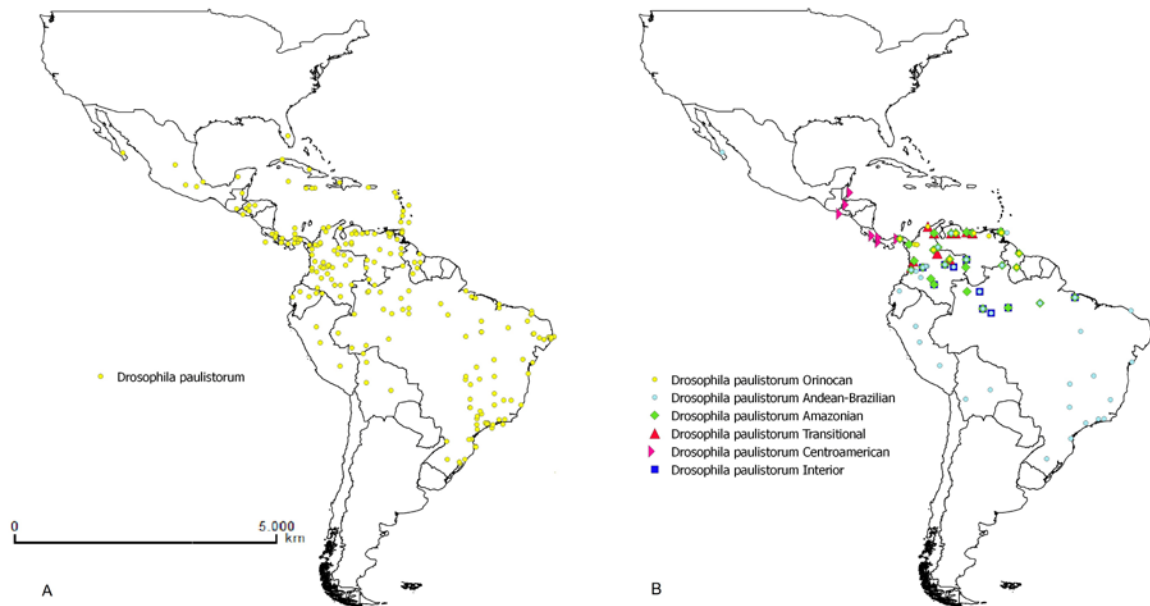 Drosophila paulistorum
0
5.000
km
A
Drosophila paulistorum Orinocan
Drosophila paulistorum Andean-Brazilian
Drosophila paulistorum Amazonian
Drosophila paulistorum Transitional
Drosophila paulistorum Centroamerican
Drosophila paulistorum Interior
B